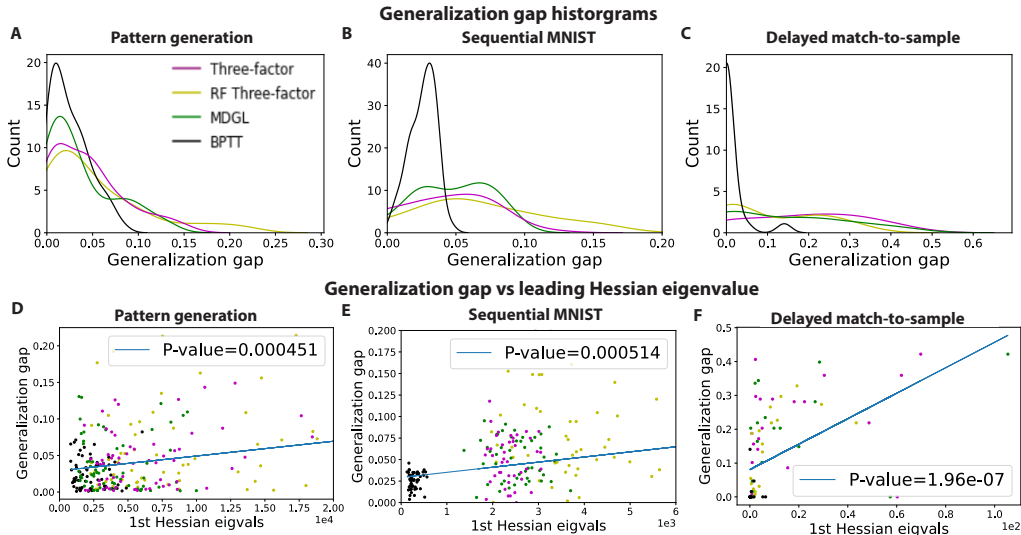 Generalization gap historgrams
A
Pattern generation
B
Sequential MNIST
C
Delayed match-to-sample
20
15
10
5
0
Count
0.00 0.05 0.10 0.15 0.20 0.25 0.30
Generalization gap
Three-factor
RF Three-factor
MDGL
BPTT
40
30
20
10
0
Count
0.00 0.05 0.10 0.15 0.20
Generalization gap
20
15
10
5
0
Count
0.0 0.1 0.2 0.3 0.4 0.5 0.6
Generalization gap
Generalization gap vs leading Hessian eigenvalue
D
Pattern generation
E
Sequential MNIST
F
Delayed match-to-sample
0.20
0.15
0.10
0.05
0.00
Generalization gap
P-value=0.000451
0.00 0.25 0.50 0.75 1.00 1.25 1.50 1.75 2.00
1e4
1st Hessian eigvals
0.200
0.175
0.150
0.125
0.100
0.075
0.050
0.025
0.000
Generalization gap
P-value=0.000514
0 1 2 3 4 5 6
1e3
1st Hessian eigvals
0.5
0.4
0.3
0.2
0.1
0.0
Generalization gap
P-value=1.96e-07
0.0 0.2 0.4 0.6 0.8 1.0
1e2
1st Hessian eigvals